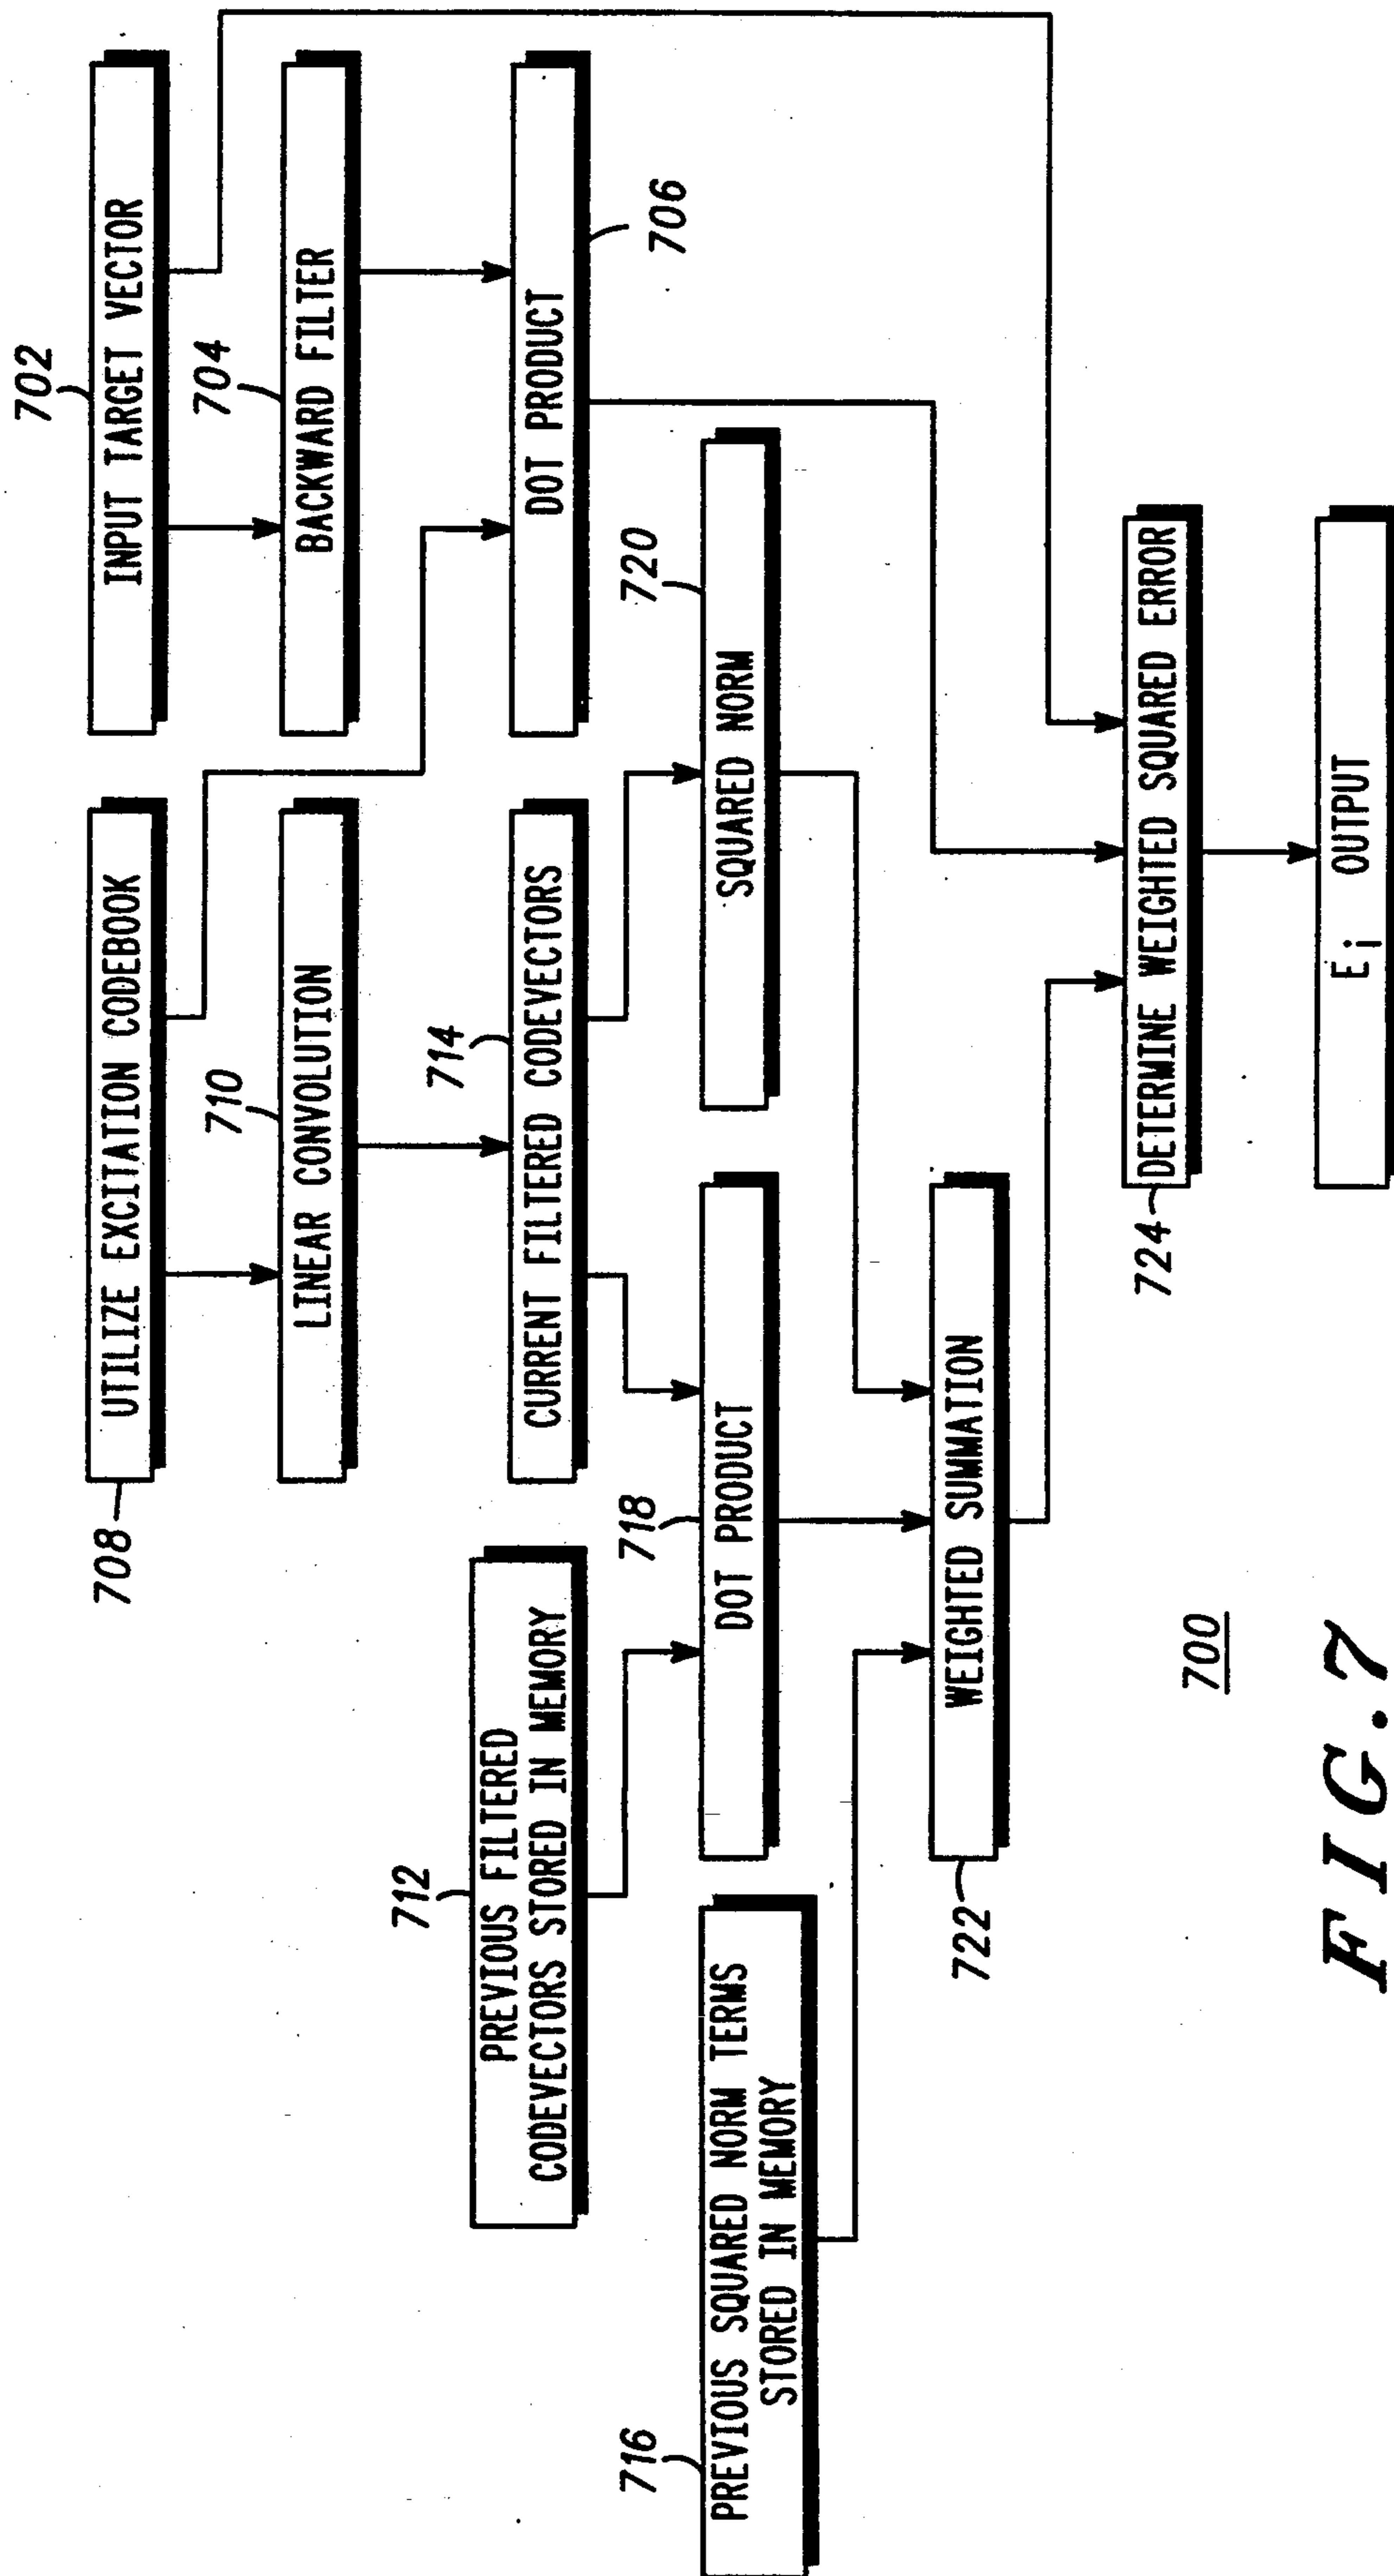 702
INPUT TARGET VECTOR
704
BACKWARD FILTER
DOT PRODUCT
706
708
UTILIZE EXCITATION CODEBOOK
710
LINEAR CONVOLUTION
714
CURRENT FILTERED CODEVECTORS
712
PREVIOUS FILTERED
CODEVECTORS STORED IN MEMORY
716
PREVIOUS SQUARED NORM TERMS
STORED IN MEMORY
718
DOT PRODUCT
720
SQUARED NORM
722
WEIGHTED SUMMATION
724
DETERMINE WEIGHTED SQUARED ERROR
Ei OUTPUT
700
FIG.7